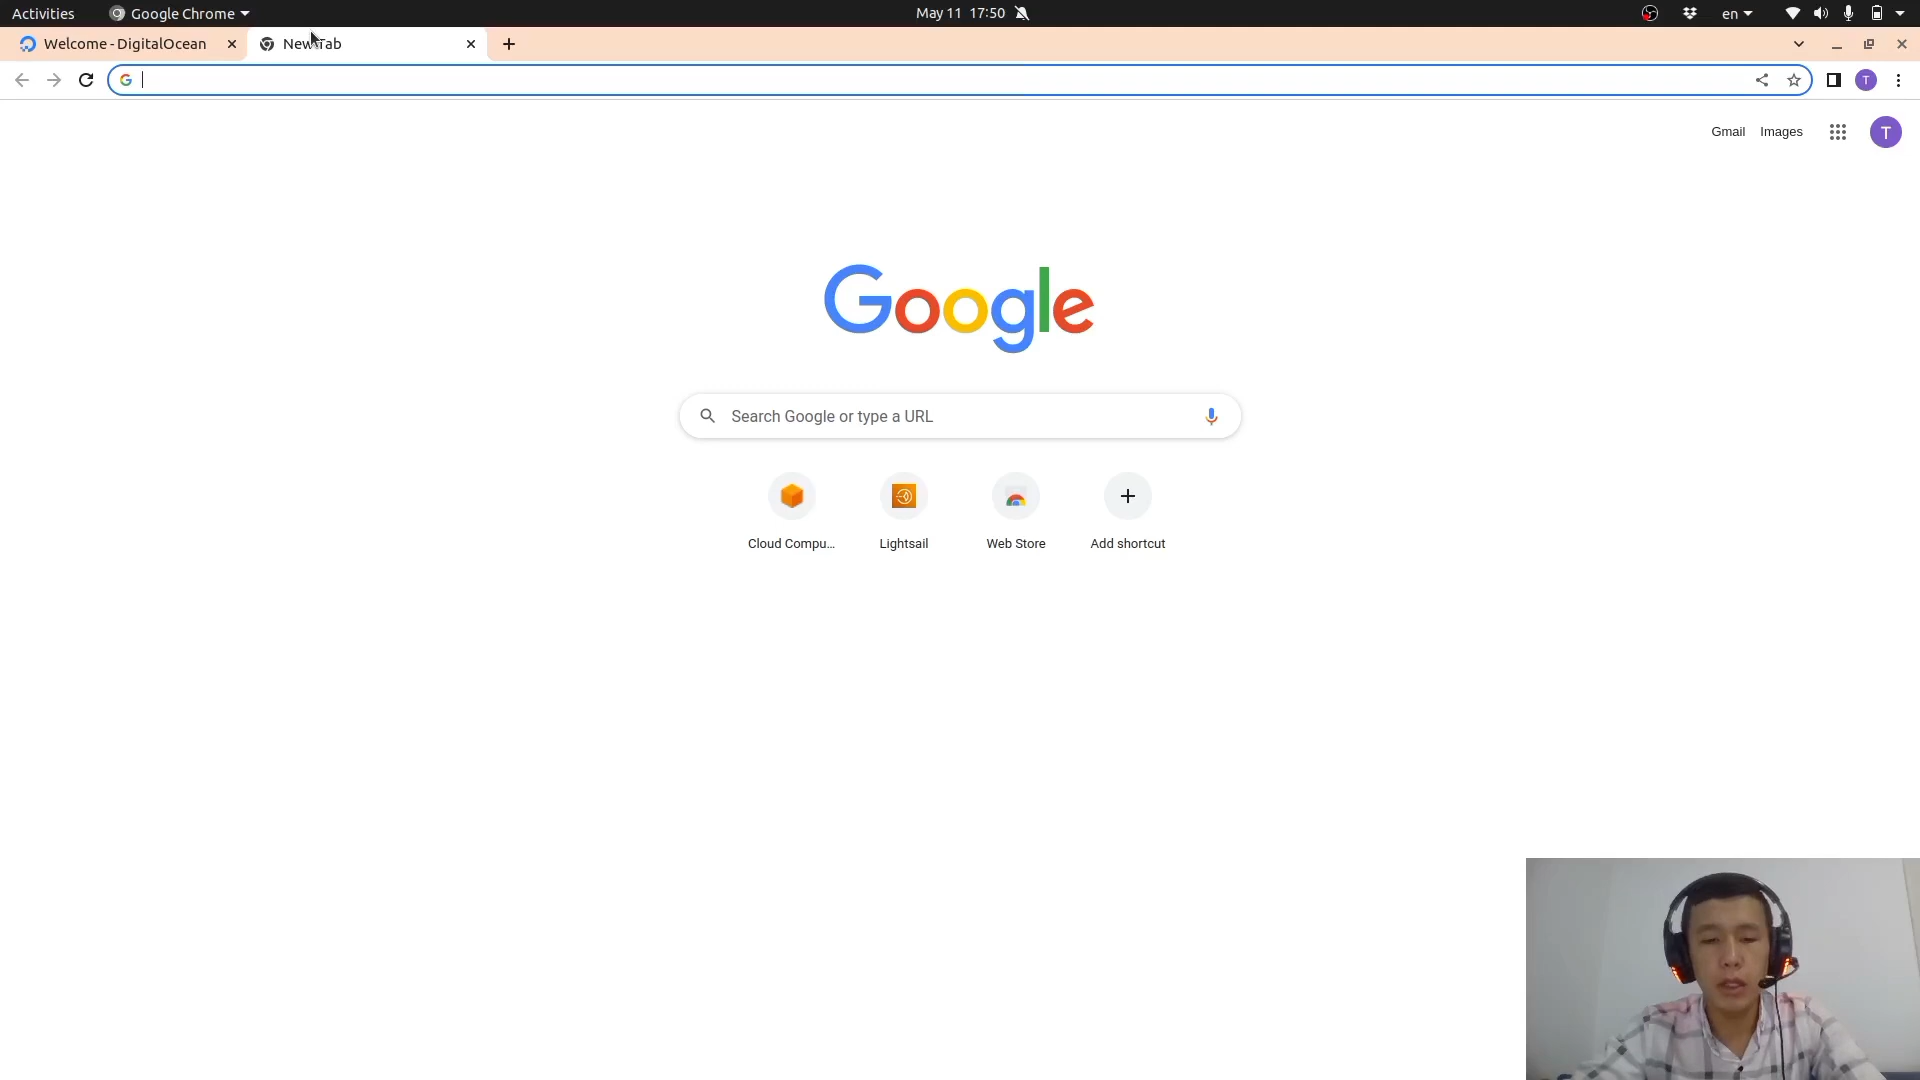 Activities
Google Chrome
May 11 17:50
en
Welcome - DigitalOcean
New Tab
Gmail
Images
T
T
Google
Search Google or type a URL
Cloud Compu...
Lightsail
Web Store
Add shortcut